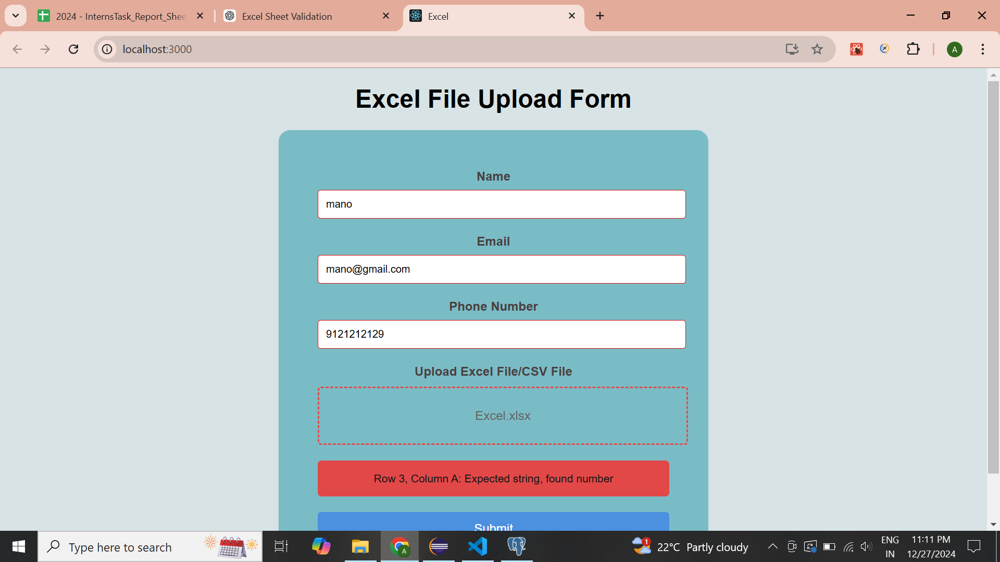 2024 - InternsTask_Report_Shee
Excel Sheet Validation
Excel
localhost:3000
A
Excel File Upload Form
Name
mano
Email
mano@gmail.com
Phone Number
9121212129
Upload Excel File/CSV File
Excel.xlsx
Row 3, Column A: Expected string, found number
Submit
Type here to search
A
1
22°C Partly cloudy
ENG
IN
11:11 PM
12/27/2024